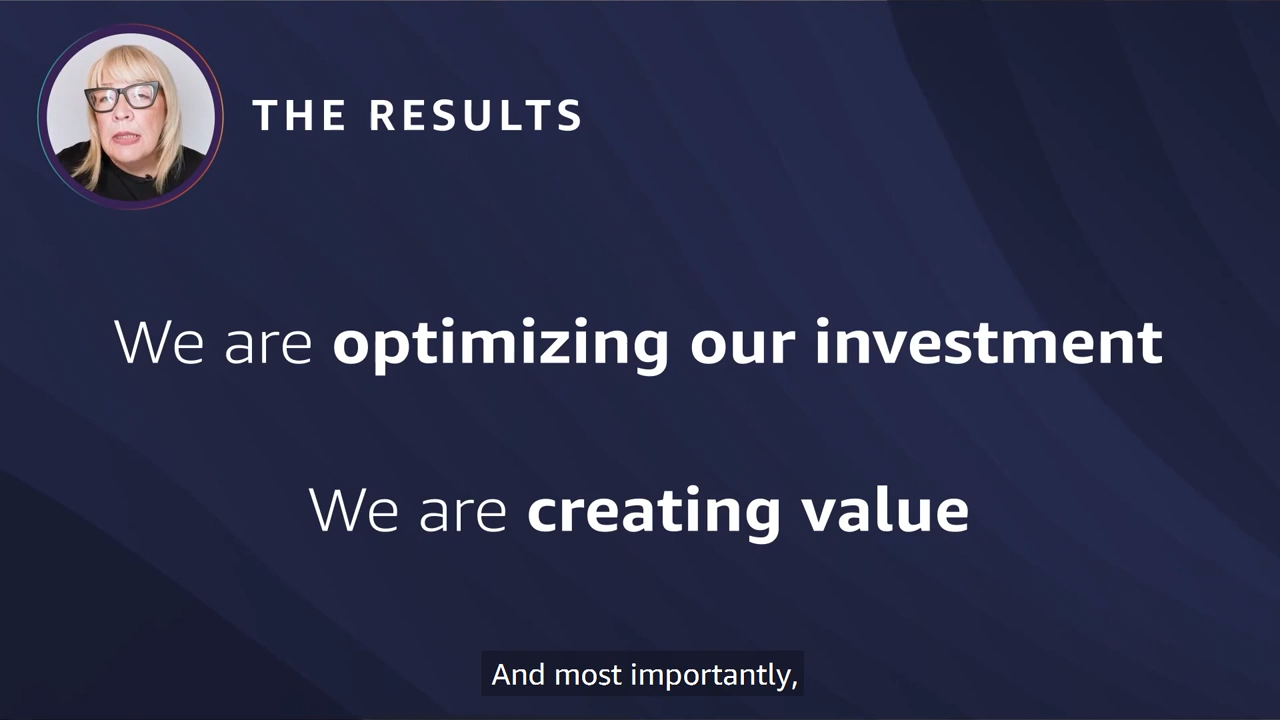 THE RESULTS
We are optimizing our investment
We are creating value
And most importantly,